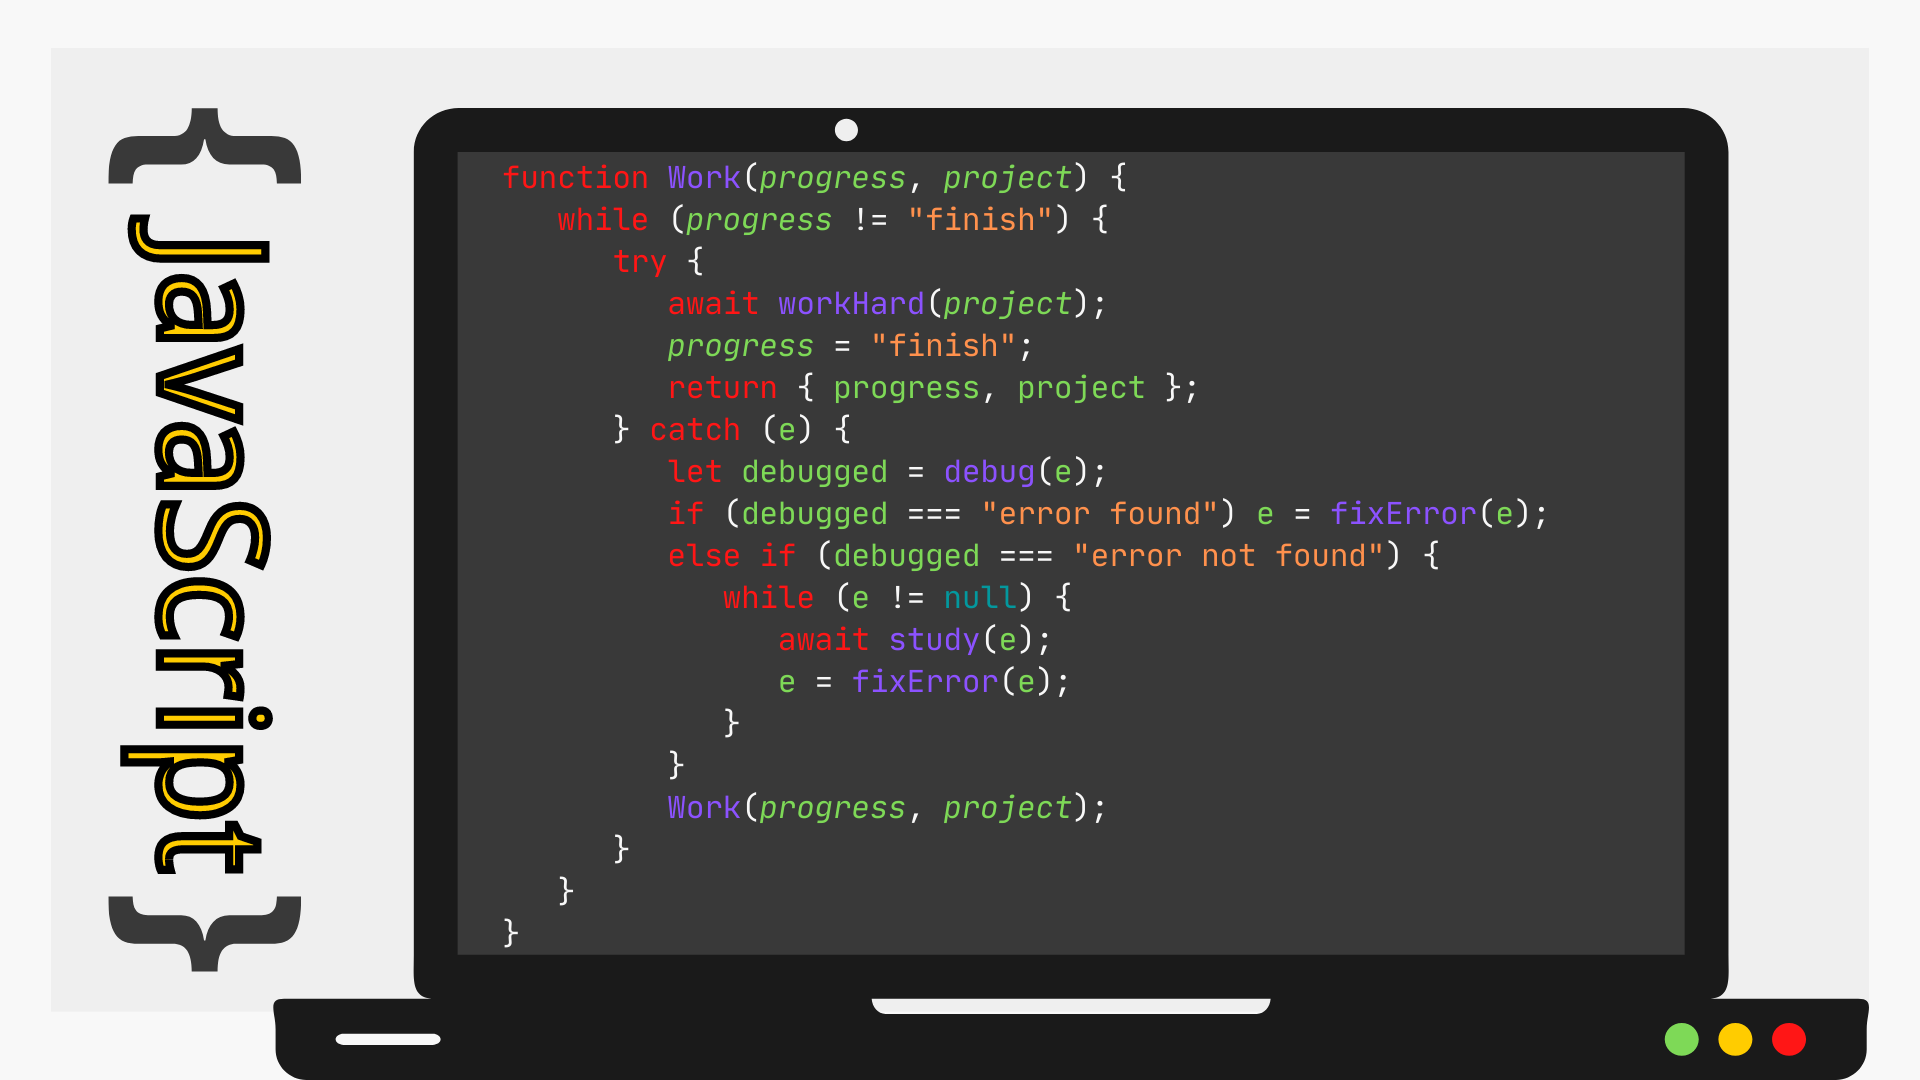 { JavaScript }
function Work(progress, project) {
   while (progress != "finish") {
      try {
         await workHard(project);
         progress = "finish";
         return { progress, project };
      } catch (e) {
         let debugged = debug(e);
         if (debugged === "error found") e = fixError(e);
         else if (debugged === "error not found") {
            while (e != null) {
               await study(e);
               e = fixError(e);
            }
         }
         Work(progress, project);
      }
   }
}